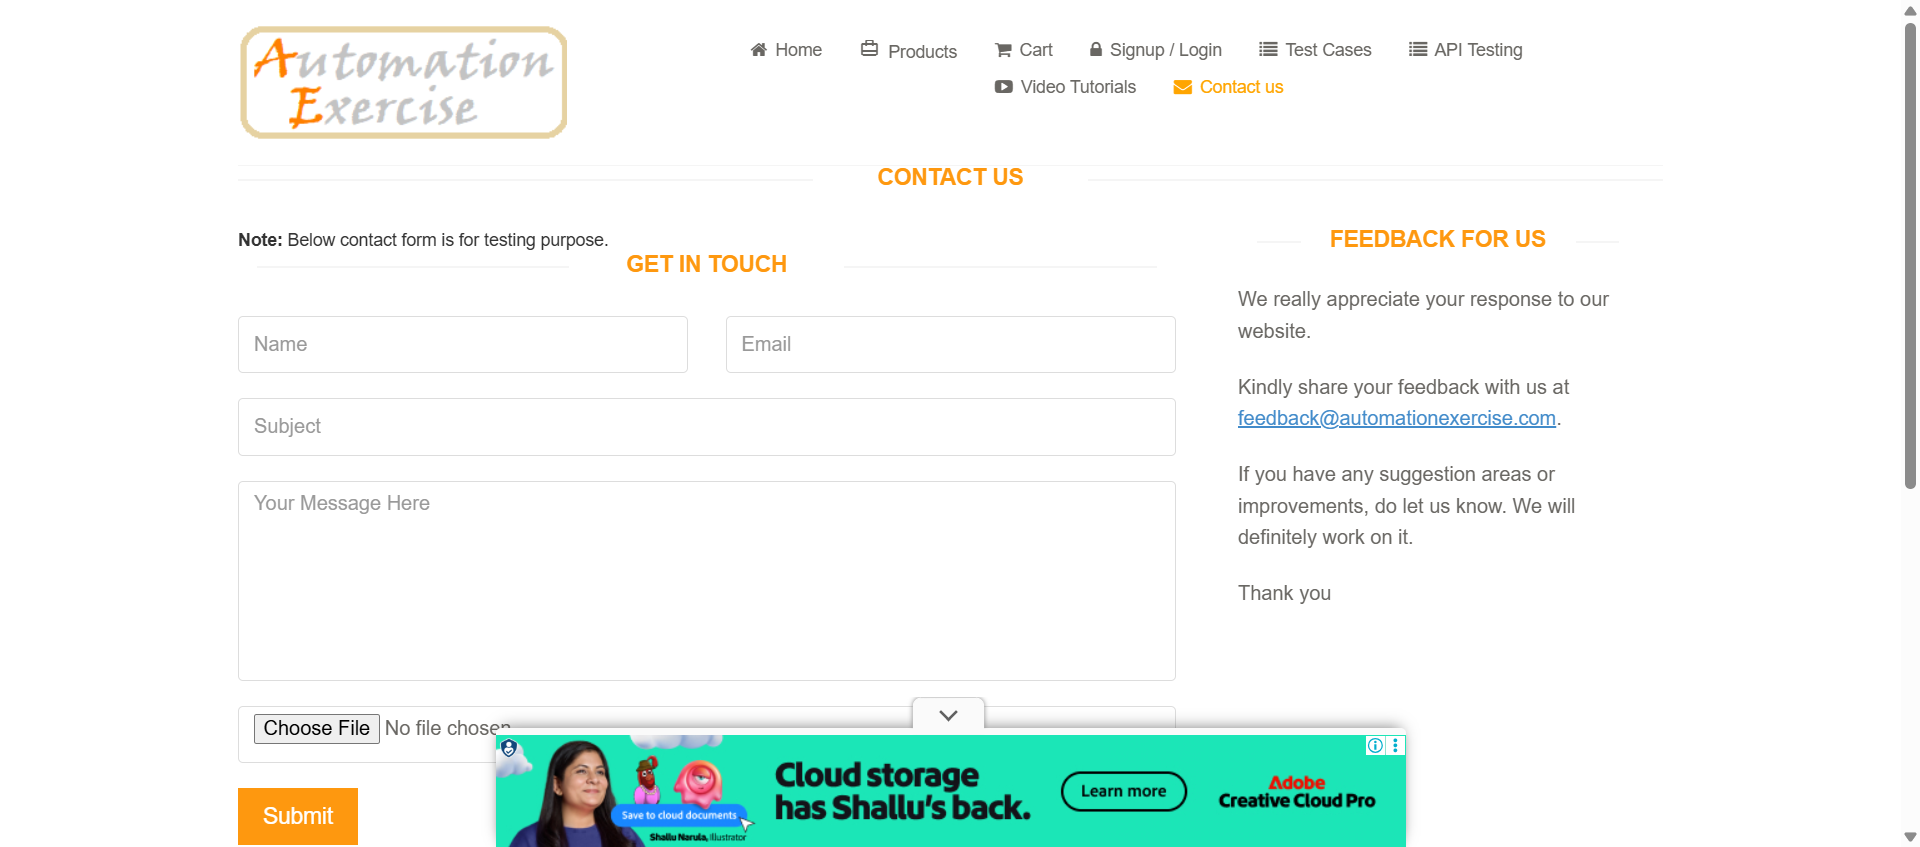 Automation
Exercise
Home
Products
Cart
Signup / Login
Test Cases
API Testing
Video Tutorials
Contact us
CONTACT US
Note: Below contact form is for testing purpose.
GET IN TOUCH
Name
Email
Subject
Your Message Here
Choose File No file chosen
Submit
FEEDBACK FOR US
We really appreciate your response to our
website.
Kindly share your feedback with us at
feedback@automationexercise.com.
If you have any suggestion areas or
improvements, do let us know. We will
definitely work on it.
Thank you
Save to cloud documents
Shallu Narula, Illustrator
Cloud storage
has Shallu's back.
Learn more
Adobe
Creative Cloud Pro